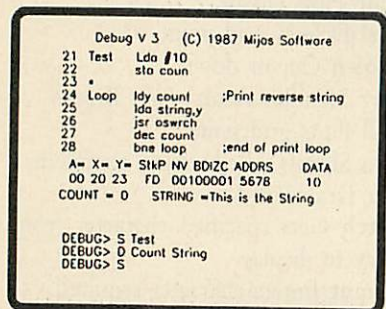 Debug V 3 (C) 1987 Mijas Software
21 Test Lda #10
22 sta coun
23 *
24 Loop ldy count ;Print reverse string
25 lda string,y
26 jsr oswrch
27 dec count
28 bne loop ;end of print loop
A= X= Y= StkP NV BDIZC ADDRS DATA
00 20 23 FD 00100001 5678 10
COUNT = 0 STRING =This is the String
DEBUG> S Test
DEBUG> D Count String
DEBUG> S